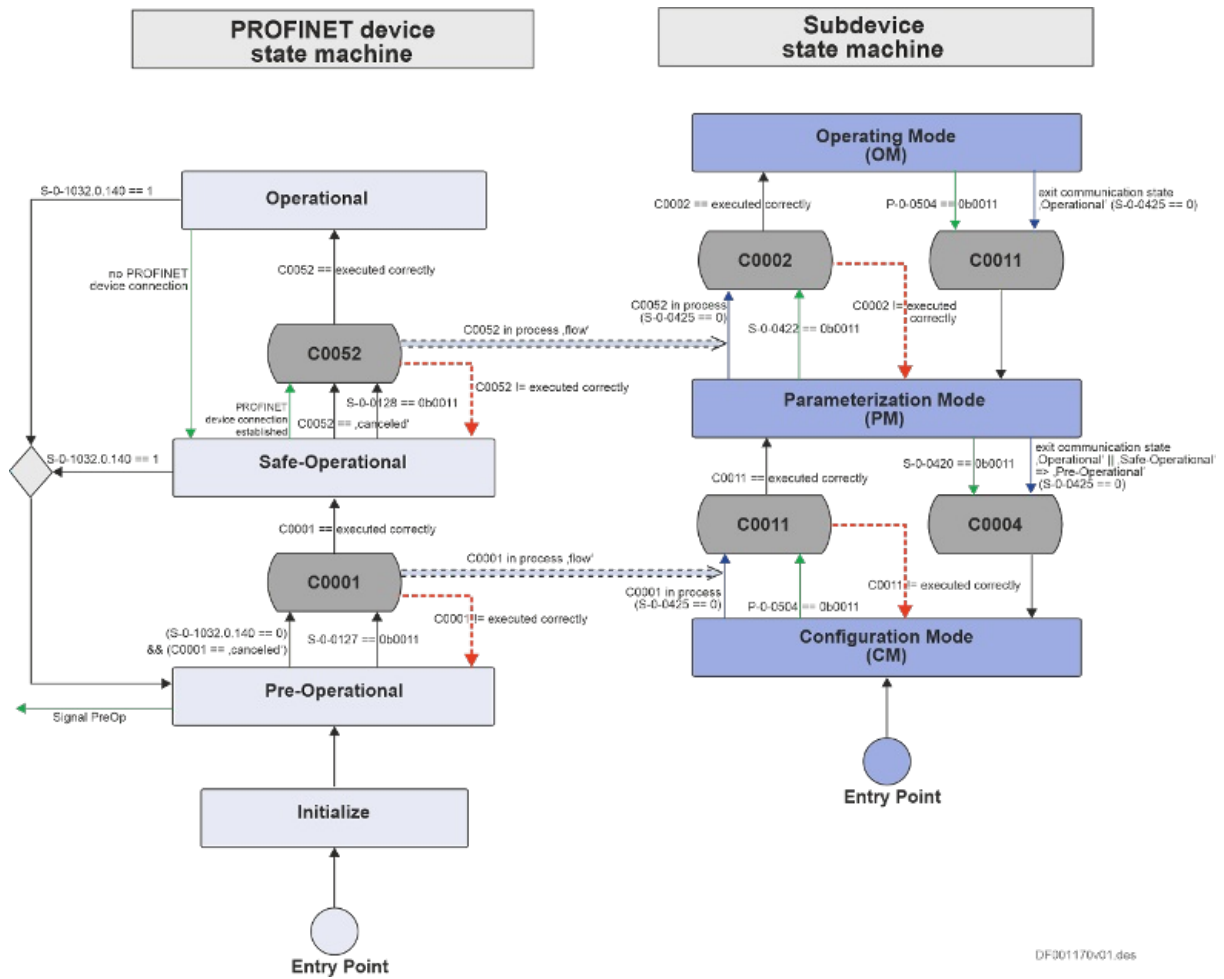 PROFINET device
state machine
Subdevice
state machine
Operating Mode
(OM)
S-0-1032.0.140 == 1
Operational
C0002 == executed correctly
P-0-0504 == 0b0011
exit communication state
‚Operational' (S-0-0425 == 0)
no PROFINET
device connection
C0052 == executed correctly
C0002
C0011
C0052 in process
(S-0-0425 == 0)
S-0-0422 == 0b0011
C0002 != executed
correctly
C0052 in process ‚flow'
C0052
C0052 != executed correctly
PROFINET
device connection
established
C0052 == ‚canceled'
S-0-0128 == 0b0011
Parameterization Mode
(PM)
S-0-1032.0.140 == 1
Safe-Operational
C0011 == executed correctly
S-0-0420 == 0b0011
exit communication state
‚Operational' || ‚Safe-Operational'
=> ‚Pre-Operational'
(S-0-0425 == 0)
C0001 == executed correctly
C0011
C0004
C0001 in process ‚flow'
C0001
C0001 in process
(S-0-0425 == 0)
P-0-0504 == 0b0011
C0011 != executed correctly
C0001 != executed correctly
(S-0-1032.0.140 == 0)
&& (C0001 == ‚canceled')
S-0-0127 == 0b0011
Configuration Mode
(CM)
Pre-Operational
Signal PreOp
Entry Point
Initialize
Entry Point
DF001170v01.des